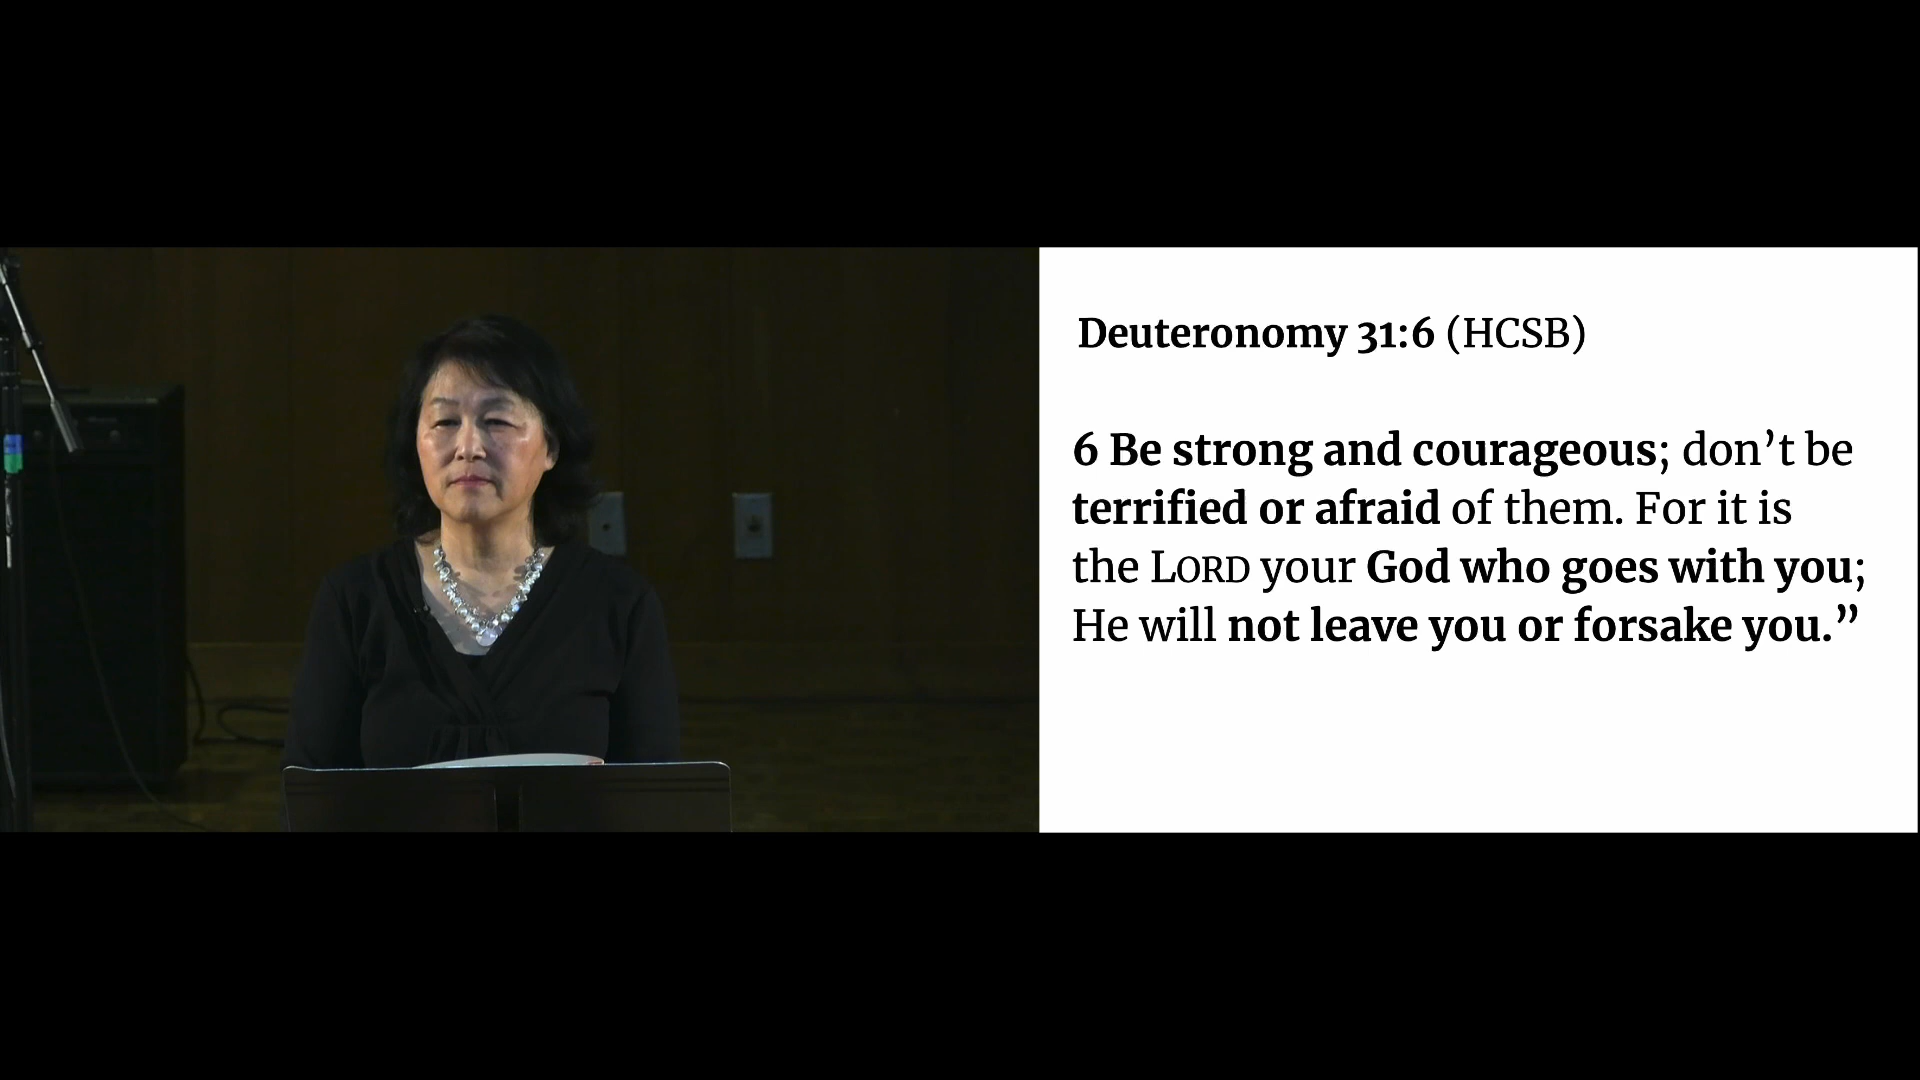 Deuteronomy 31:6 (HCSB)
6 Be strong and courageous; don’t be
terrified or afraid of them. For it is
the LORD your God who goes with you;
He will not leave you or forsake you.”